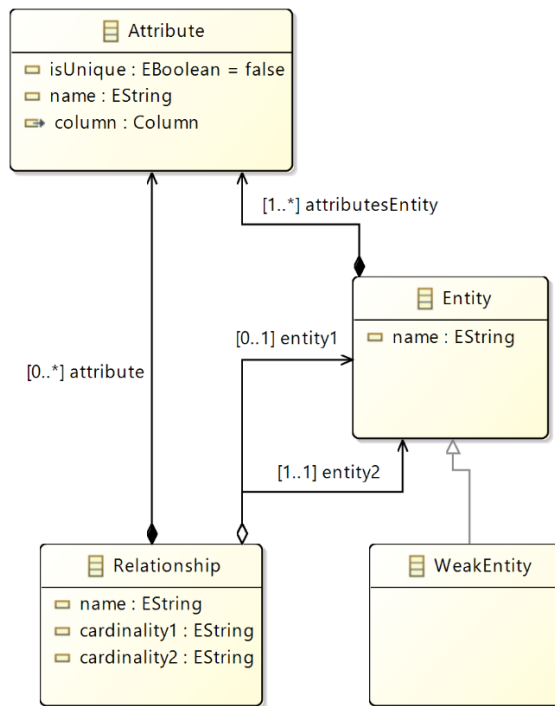 Attribute
isUnique : EBoolean = false
name : EString
column : Column
[1..*] attributesEntity
Entity
name : EString
[0..1] entity1
[0..*] attribute
[1..1] entity2
Relationship
name : EString
cardinality1 : EString
cardinality2 : EString
WeakEntity